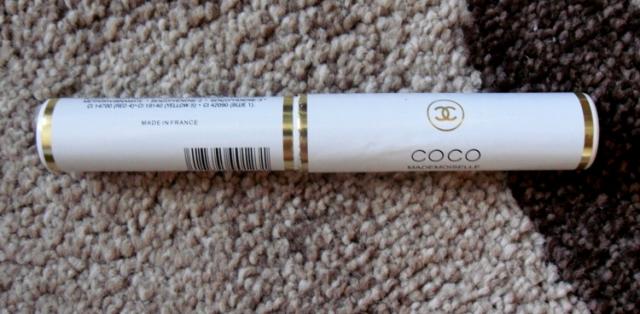 CI 14700 (RED 4) • CI 19140 (YELLOW 5) • CI 42090 (BLUE 1).
MADE IN FRANCE
COCO
MADEMOISELLE